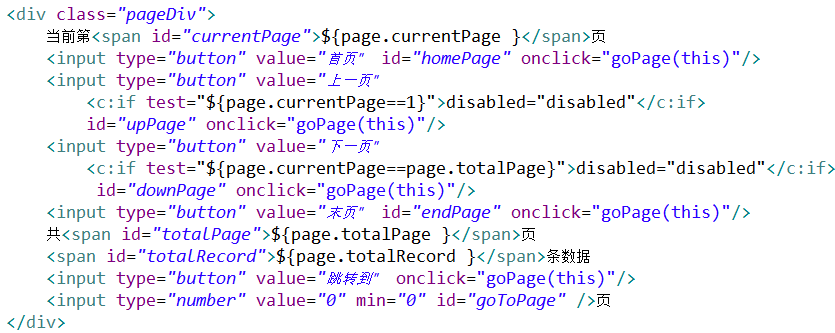 <div class="pageDiv">
当前第<span id="currentPage">${page.currentPage }</span>页
<input type="button" value="首页" id="homePage" onclick="goPage(this)"/>
<input type="button" value="上一页"
<c:if test="${page.currentPage==1}">disabled="disabled"</c:if>
id="upPage" onclick="goPage(this)"/>
<input type="button" value="下一页"
<c:if test="${page.currentPage==page.totalPage}">disabled="disabled"</c:if>
id="downPage" onclick="goPage(this)"/>
<input type="button" value="末页" id="endPage" onclick="goPage(this)"/>
共<span id="totalPage">${page.totalPage }</span>页
<span id="totalRecord">${page.totalRecord }</span>条数据
<input type="button" value="跳转到" onclick="goPage(this)"/>
<input type="number" value="0" min="0" id="goToPage" />页
</div>